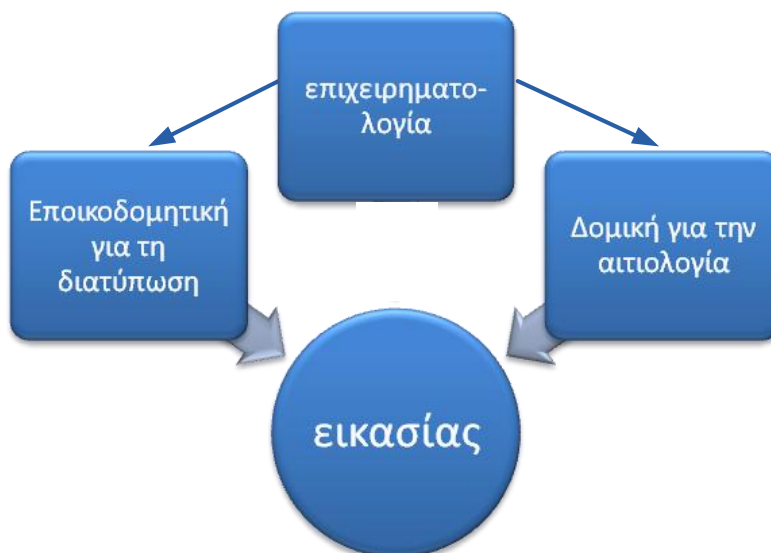 επιχειρηματο-
λογία
Εποικοδομητική
για τη
διατύπωση
Δομική για την
αιτιολογία
εικασίας